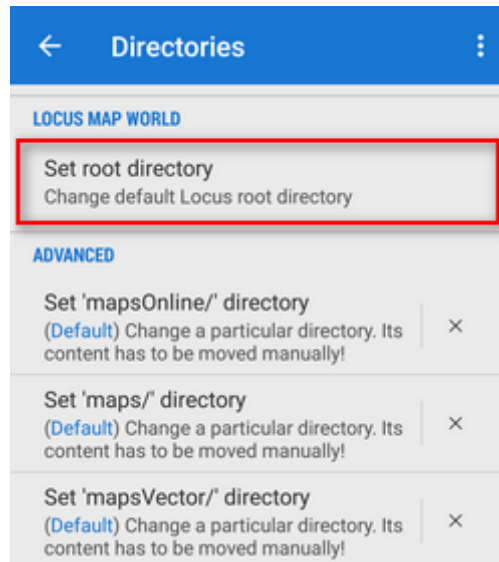 Directories
LOCUS MAP WORLD
Set root directory
Change default Locus root directory
ADVANCED
Set 'mapsOnline/' directory
(Default) Change a particular directory. Its
content has to be moved manually!
Set 'maps/' directory
(Default) Change a particular directory. Its
content has to be moved manually!
Set 'mapsVector/' directory
(Default) Change a particular directory. Its
content has to be moved manually!